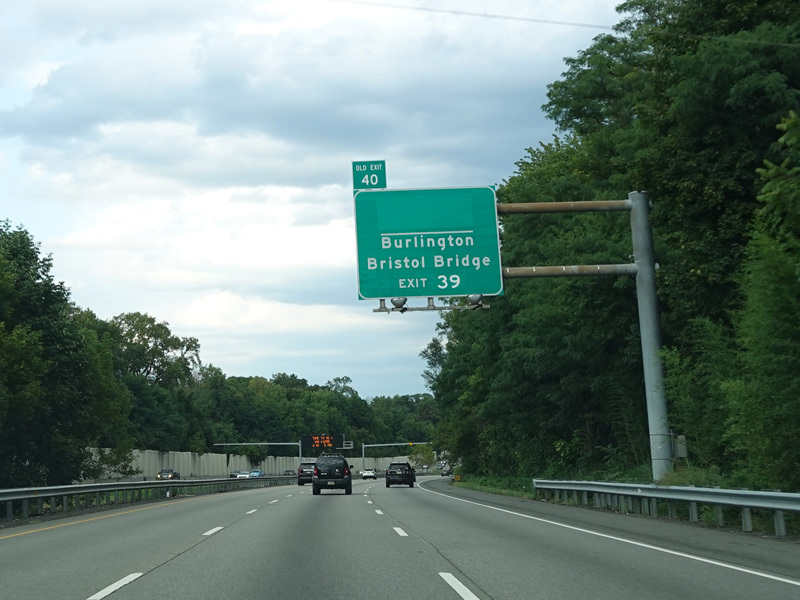 OLD EXIT
40
Burlington
Bristol Bridge
EXIT 39